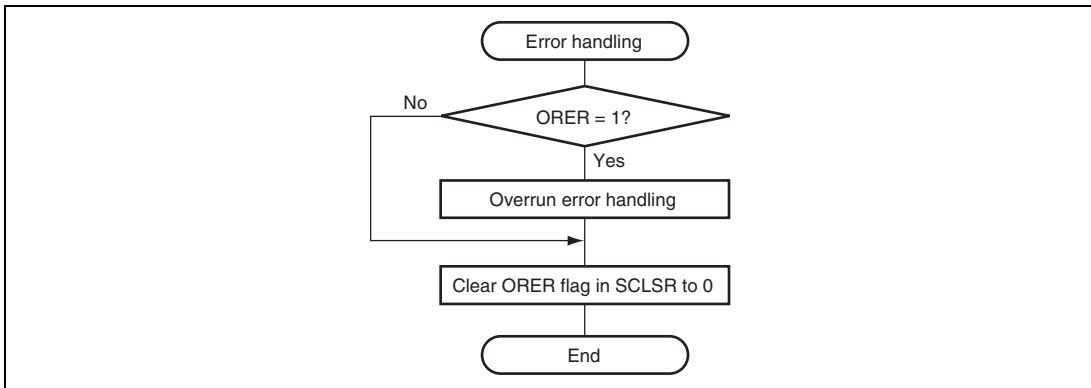 Error handling
No
ORER = 1?
Yes
Overrun error handling
Clear ORER flag in SCLSR to 0
End